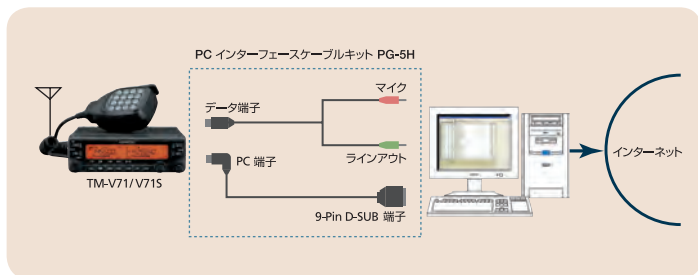 PC インターフェースケーブルキット PG-5H
マイク
データ端子
ラインアウト
PC 端子
9-Pin D-SUB 端子
TM-V71/V71S
インターネット